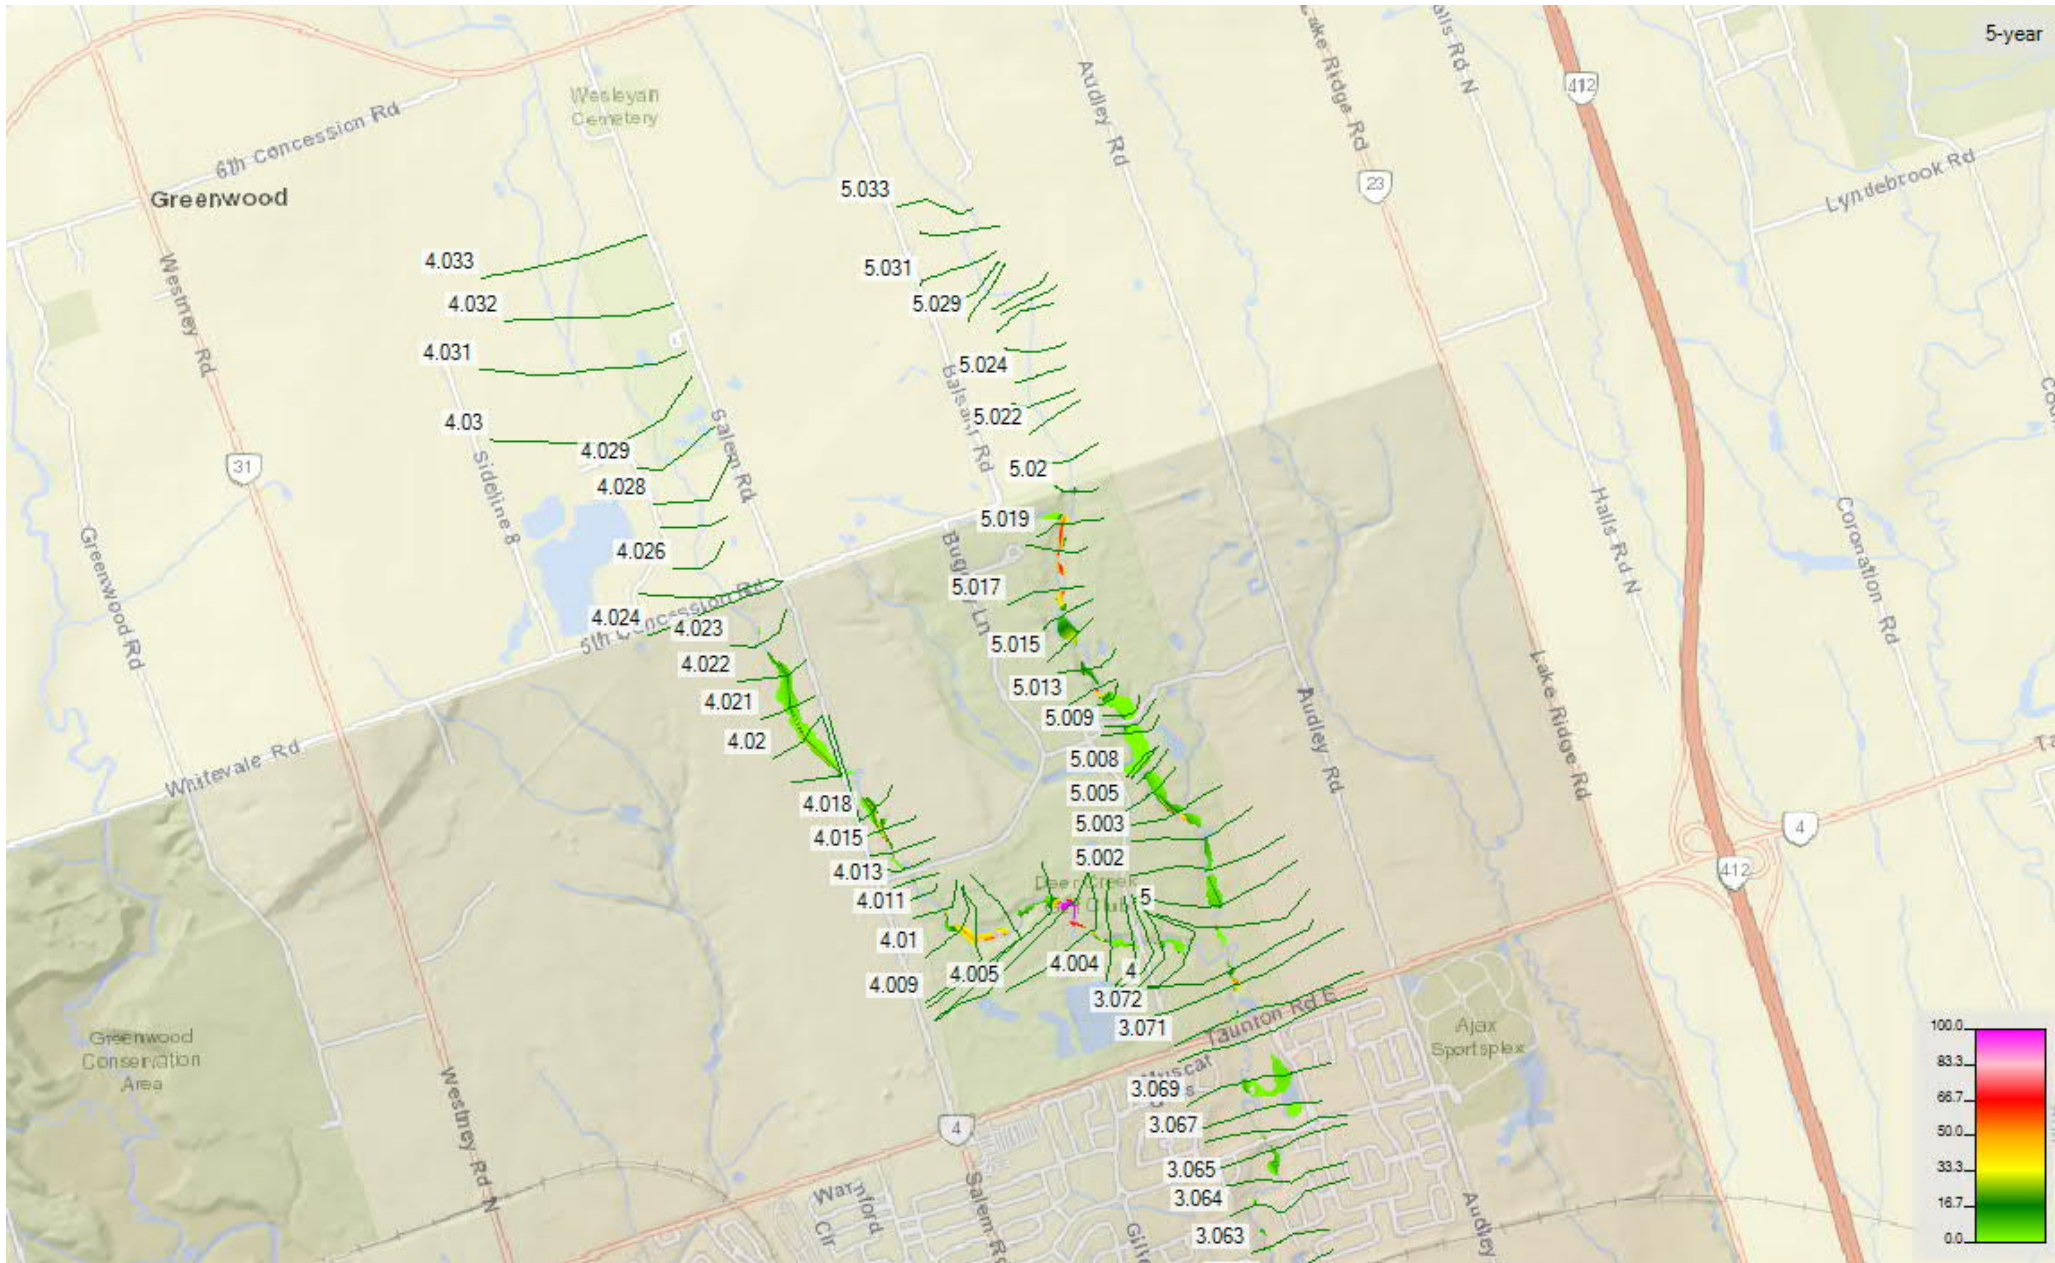 5-year
Wesleyan
Cemetery
6th Concession Rd
Greenwood
Audley Rd
Lake Ridge Rd
alls Rd N
412
23
Lyndebrook Rd
Westney Rd
31
Greenwood Rd
Sideline 8
Salem Rd
Balsam Rd
5.033
5.031
5.029
5.024
5.022
5.02
5.019
5.017
5.015
5.013
5.009
5.008
5.005
5.003
5.002
5
4.033
4.032
4.031
4.03
4.029
4.028
4.026
4.024
4.023
5th Concession Rd
4.022
4.021
4.02
4.018
4.015
4.013
4.011
4.01
4.009
4.005
4.004
4
3.072
3.071
3.069
3.067
3.065
3.064
3.063
Whitevale Rd
Halls Rd N
Coronation Rd
Lake Ridge Rd
Audley Rd
4
412
Deer Creek
Club
Taunton Rd E
Ajax
Sportsplex
Greenwood
Conservation
Area
Westney Rd N
4
Salem Rd
Warnford
Cir
Audley
100.0
83.3
66.7
50.0
33.3
16.7
0.0